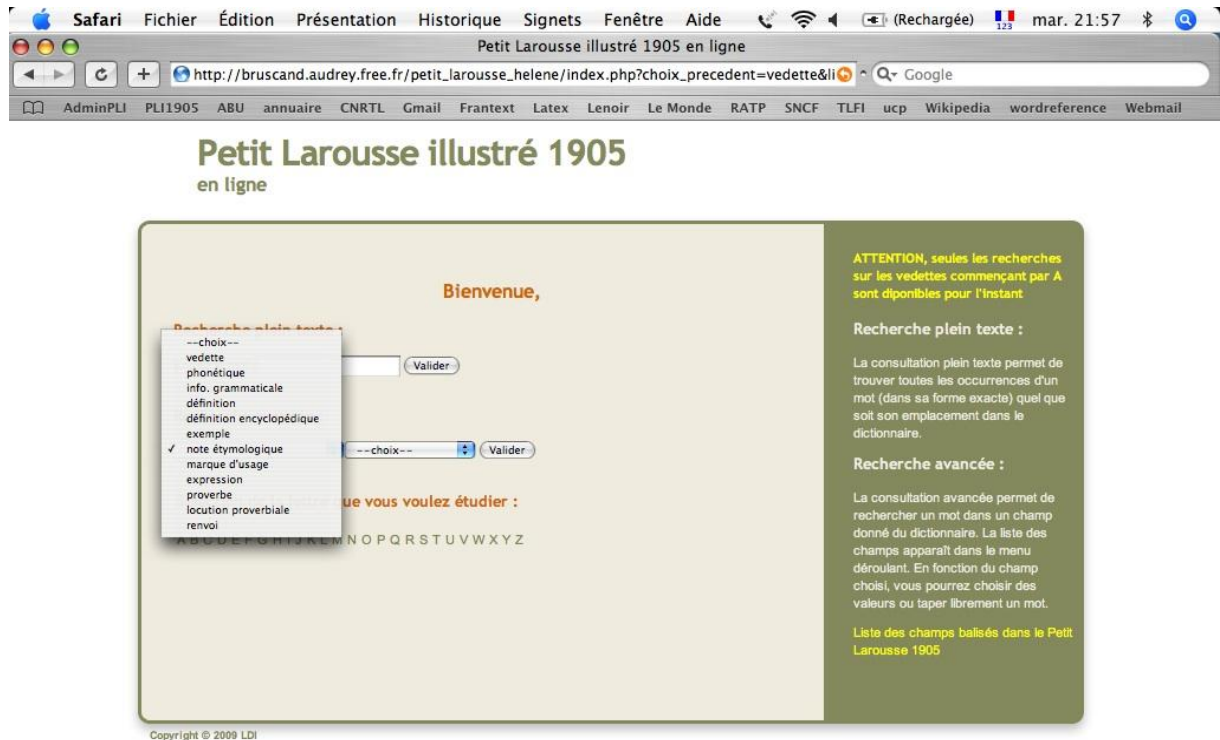 Safari Fichier Édition Présentation Historique Signets Fenêtre Aide (Rechargée) 123 mar. 21:57
Petit Larousse illustré 1905 en ligne
http://bruscand.audrey.free.fr/petit_larousse_helene/index.php?choix_precedent=vedette&li Google
AdminPLI PLI1905 ABU annuaire CNRTL Gmail Frantext Latex Lenoir Le Monde RATP SNCF TLFI ucp Wikipedia wordreference Webmail
Petit Larousse illustré 1905
en ligne
Bienvenue,
Recherche plein texte :
--choix--
vedette
phonétique
info. grammaticale
définition
définition encyclopédique
exemple
✓ note étymologique
marque d'usage
expression
proverbe
locution proverbiale
renvoi
Valider
--choix-- Valider
que vous voulez étudier :
A B C D E F G H I J K L M N O P Q R S T U V W X Y Z
ATTENTION, seules les recherches
sur les vedettes commençant par A
sont diponibles pour l'instant
Recherche plein texte :
La consultation plein texte permet de
trouver toutes les occurrences d'un
mot (dans sa forme exacte) quel que
soit son emplacement dans le
dictionnaire.
Recherche avancée :
La consultation avancée permet de
rechercher un mot dans un champ
donné du dictionnaire. La liste des
champs apparaît dans le menu
déroulant. En fonction du champ
choisi, vous pourrez choisir des
valeurs ou taper librement un mot.
Liste des champs balisés dans le Petit
Larousse 1905
Copyright © 2009 LDI